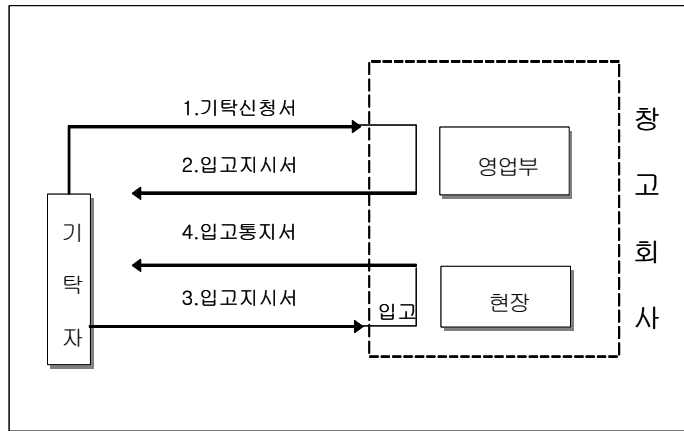 1.기탁신청서
2.입고지시서
4.입고통지서
3.입고지시서
기탁자
영업부
입고
현장
창고회사